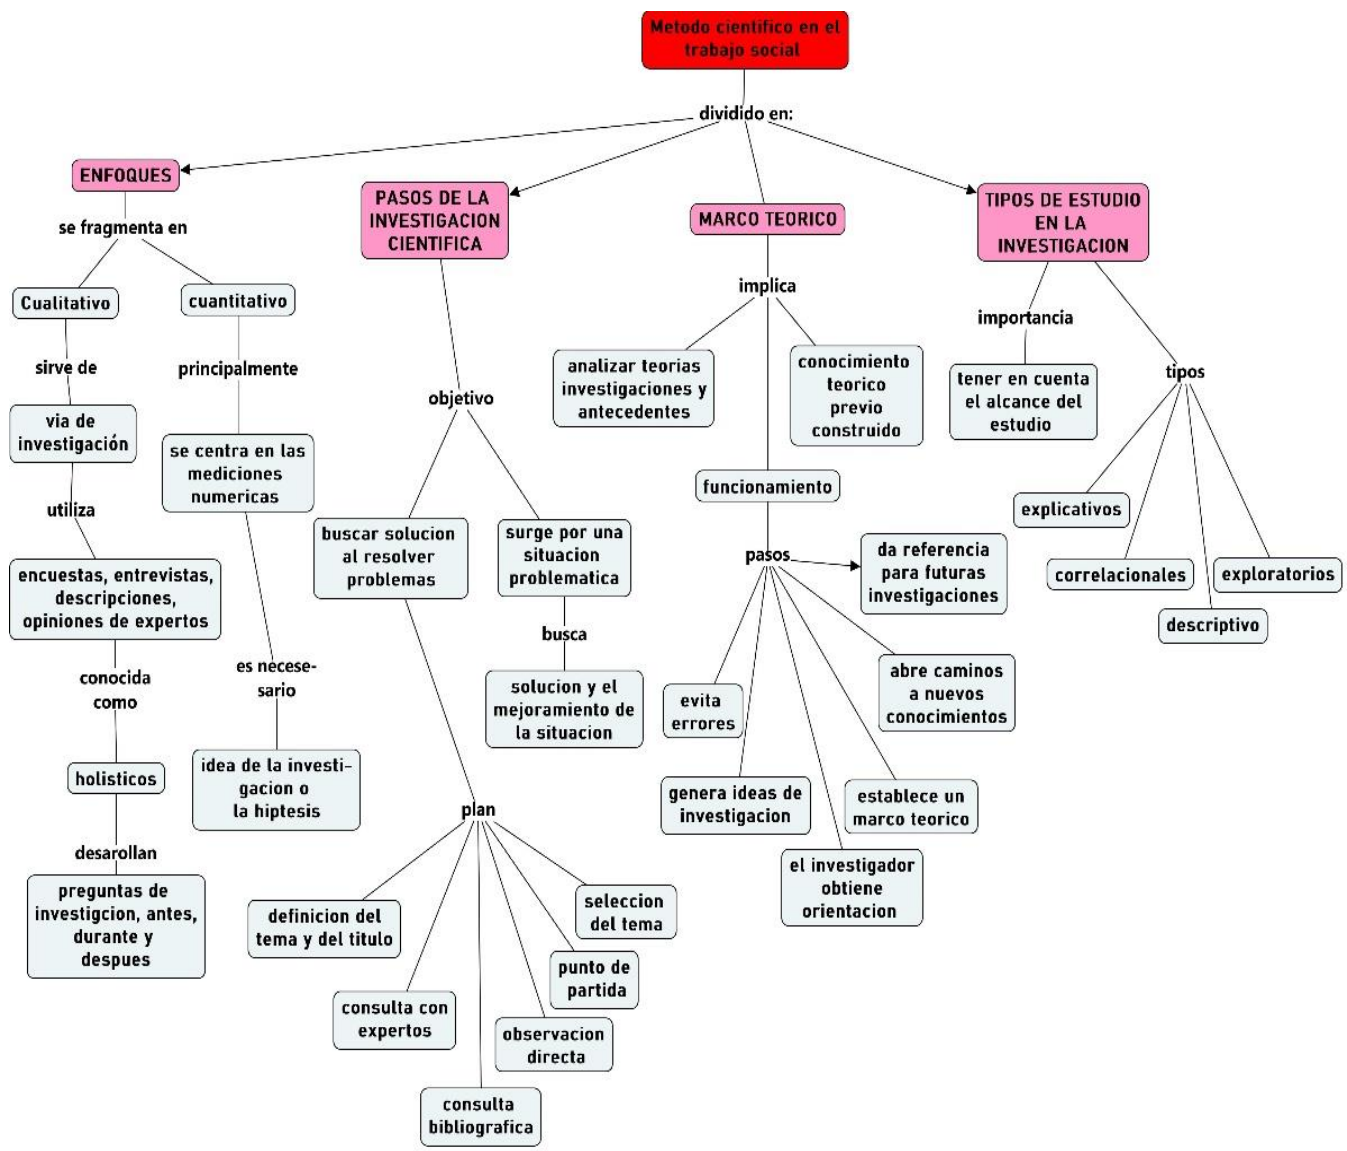 Metodo cientifico en el
trabajo social
dividido en:
ENFOQUES
se fragmenta en
Cualitativo
sirve de
via de
investigación
utiliza
encuestas, entrevistas,
descripciones,
opiniones de expertos
conocida
como
holisticos
desarollan
preguntas de
investigcion, antes,
durante y
despues
cuantitativo
principalmente
se centra en las
mediciones
numericas
es necese-
sario
idea de la investi-
gacion o
la hiptesis
PASOS DE LA
INVESTIGACION
CIENTIFICA
objetivo
buscar solucion
al resolver
problemas
plan
definicion del
tema y del titulo
consulta con
expertos
consulta
bibliografica
observacion
directa
punto de
partida
seleccion
del tema
surge por una
situacion
problematica
busca
solucion y el
mejoramiento de
la situacion
MARCO TEORICO
implica
analizar teorias
investigaciones y
antecedentes
conocimiento
teorico
previo
construido
funcionamiento
pasos
evita
errores
genera ideas de
investigacion
el investigador
obtiene
orientacion
establece un
marco teorico
abre caminos
a nuevos
conocimientos
da referencia
para futuras
investigaciones
TIPOS DE ESTUDIO
EN LA
INVESTIGACION
importancia
tener en cuenta
el alcance del
estudio
tipos
explicativos
correlacionales
descriptivo
exploratorios